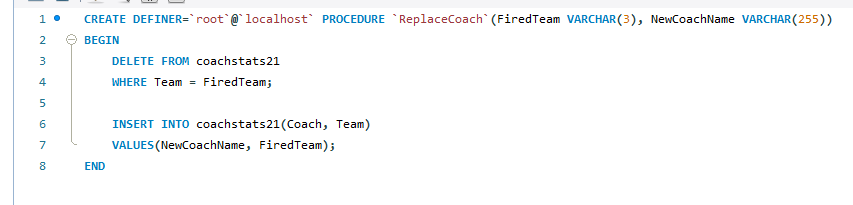 1 CREATE DEFINER=`root`@`localhost` PROCEDURE `ReplaceCoach`(FiredTeam VARCHAR(3), NewCoachName VARCHAR(255))
2 BEGIN
3 DELETE FROM coachstats21
4 WHERE Team = FiredTeam;
5
6 INSERT INTO coachstats21(Coach, Team)
7 VALUES(NewCoachName, FiredTeam);
8 END